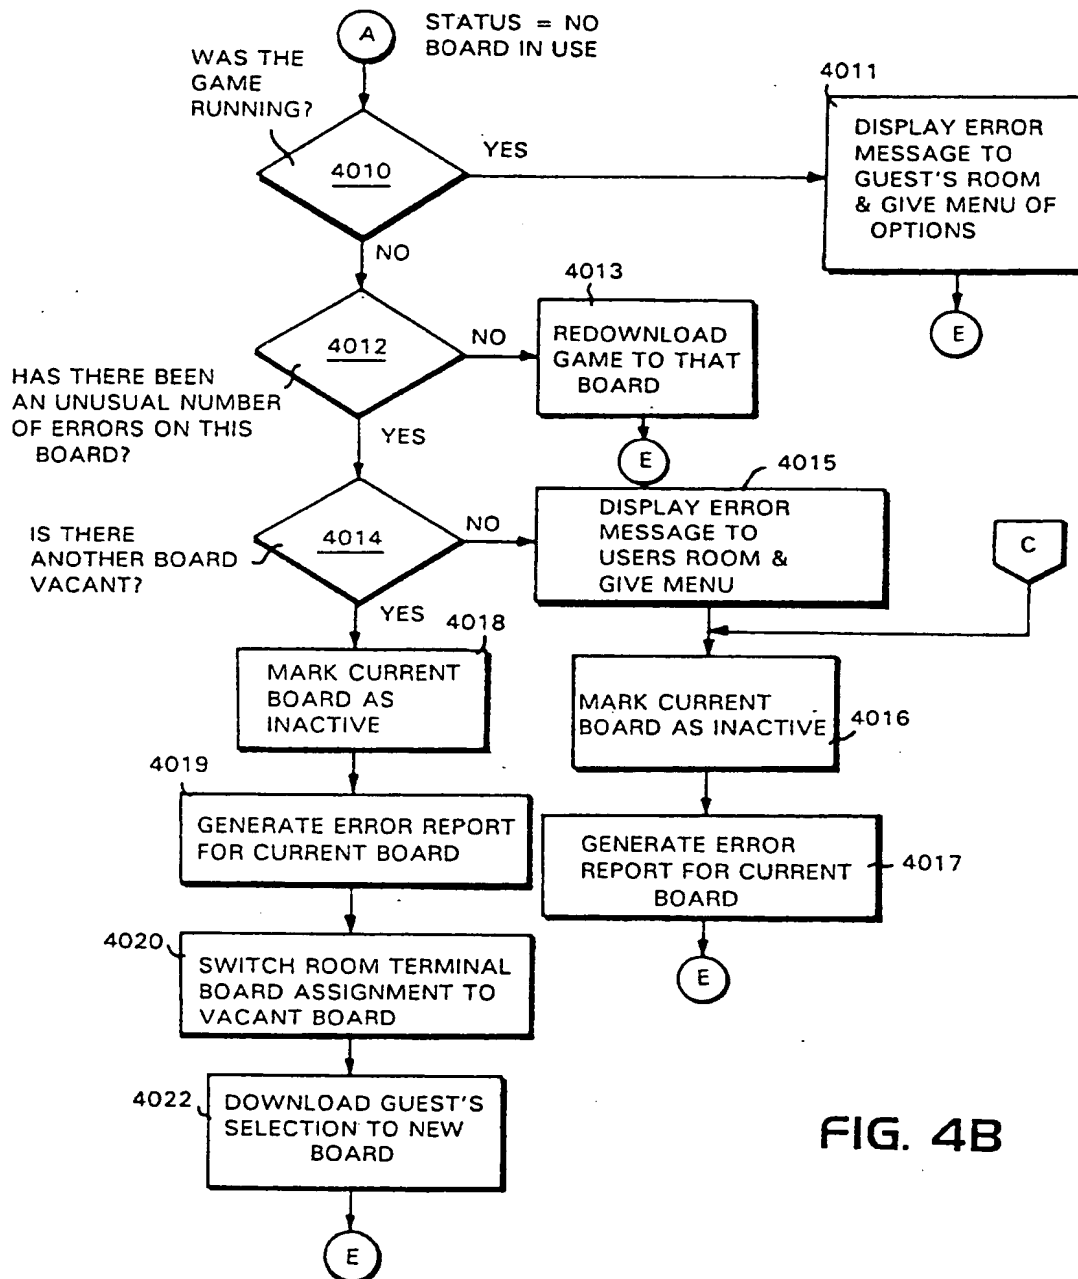 A
STATUS = NO
BOARD IN USE
WAS THE
GAME
RUNNING?
4010
YES
4011
DISPLAY ERROR
MESSAGE TO
GUEST'S ROOM
& GIVE MENU OF
OPTIONS
E
NO
4012
HAS THERE BEEN
AN UNUSUAL NUMBER
OF ERRORS ON THIS
BOARD?
NO
4013
REDOWNLOAD
GAME TO THAT
BOARD
E
YES
IS THERE
ANOTHER BOARD
VACANT?
4014
NO
4015
DISPLAY ERROR
MESSAGE TO
USERS ROOM &
GIVE MENU
C
YES
4018
MARK CURRENT
BOARD AS
INACTIVE
MARK CURRENT
BOARD AS INACTIVE
4016
4019
GENERATE ERROR REPORT
FOR CURRENT BOARD
GENERATE ERROR
REPORT FOR CURRENT
BOARD
4017
E
4020
SWITCH ROOM TERMINAL
BOARD ASSIGNMENT TO
VACANT BOARD
4022
DOWNLOAD GUEST'S
SELECTION TO NEW
BOARD
E
FIG. 4B